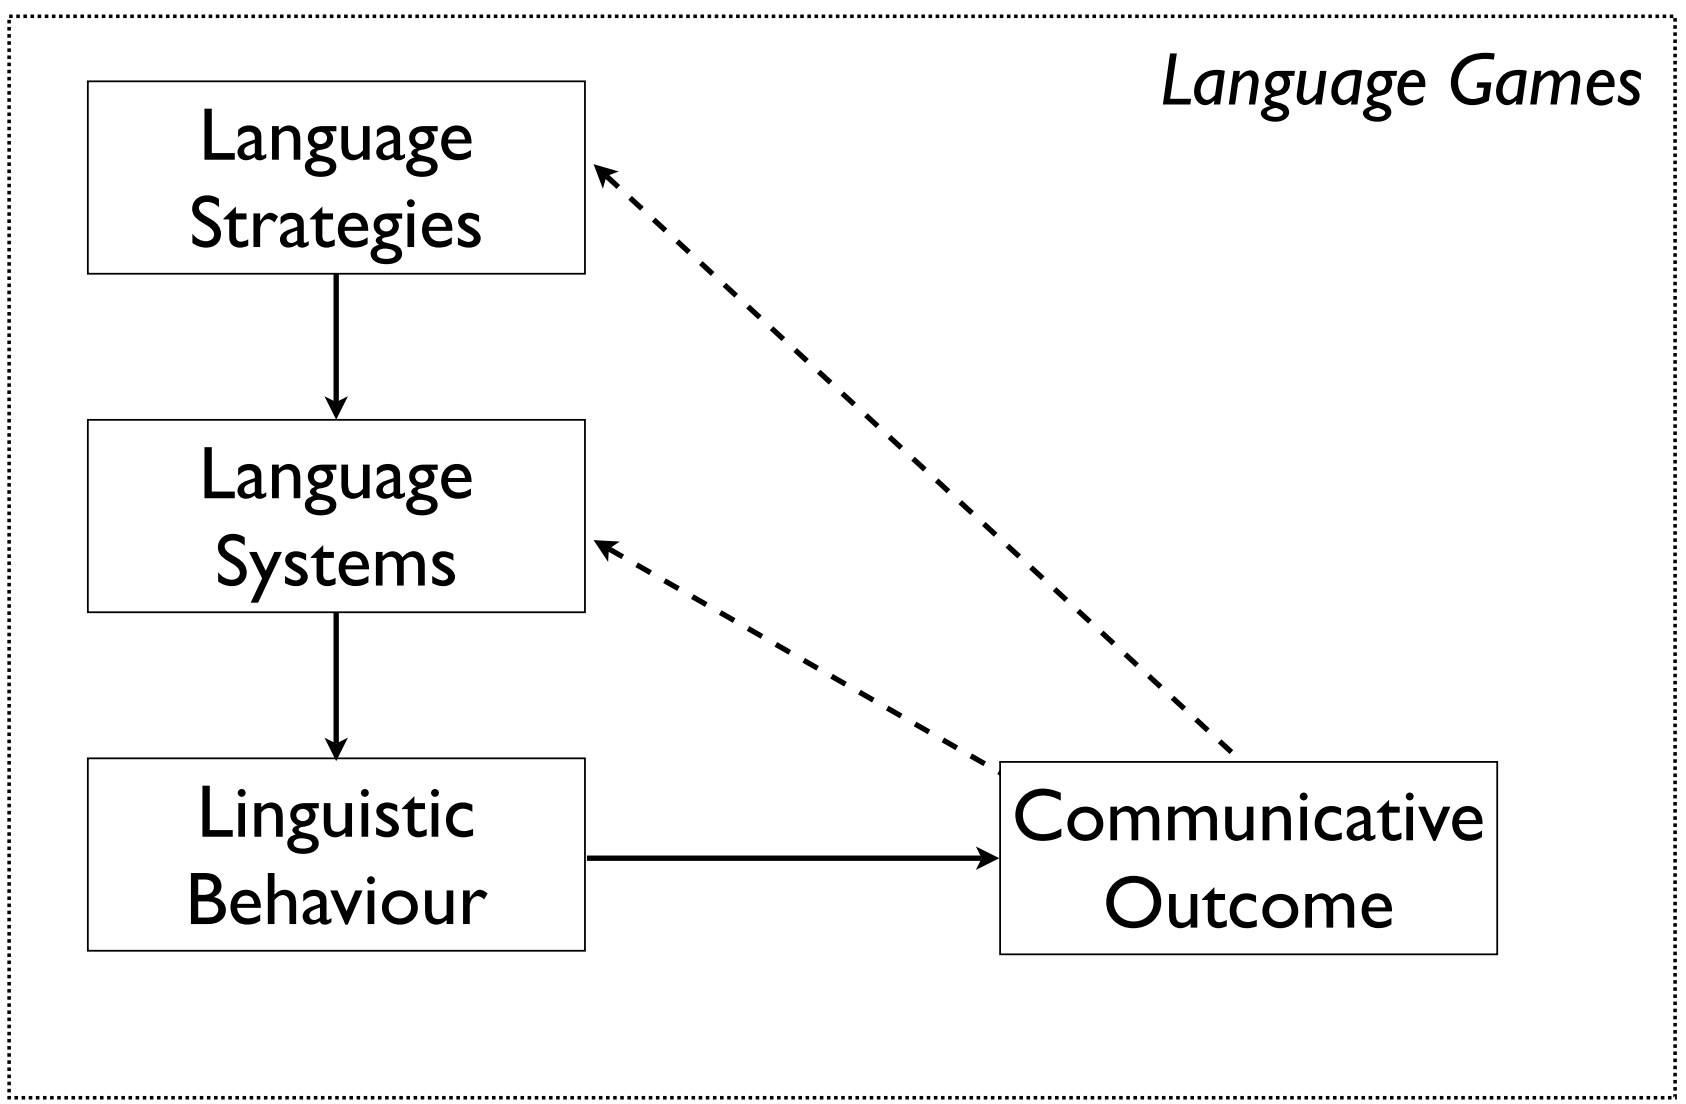 Language Games
Language
Strategies
Language
Systems
Linguistic
Behaviour
Communicative
Outcome